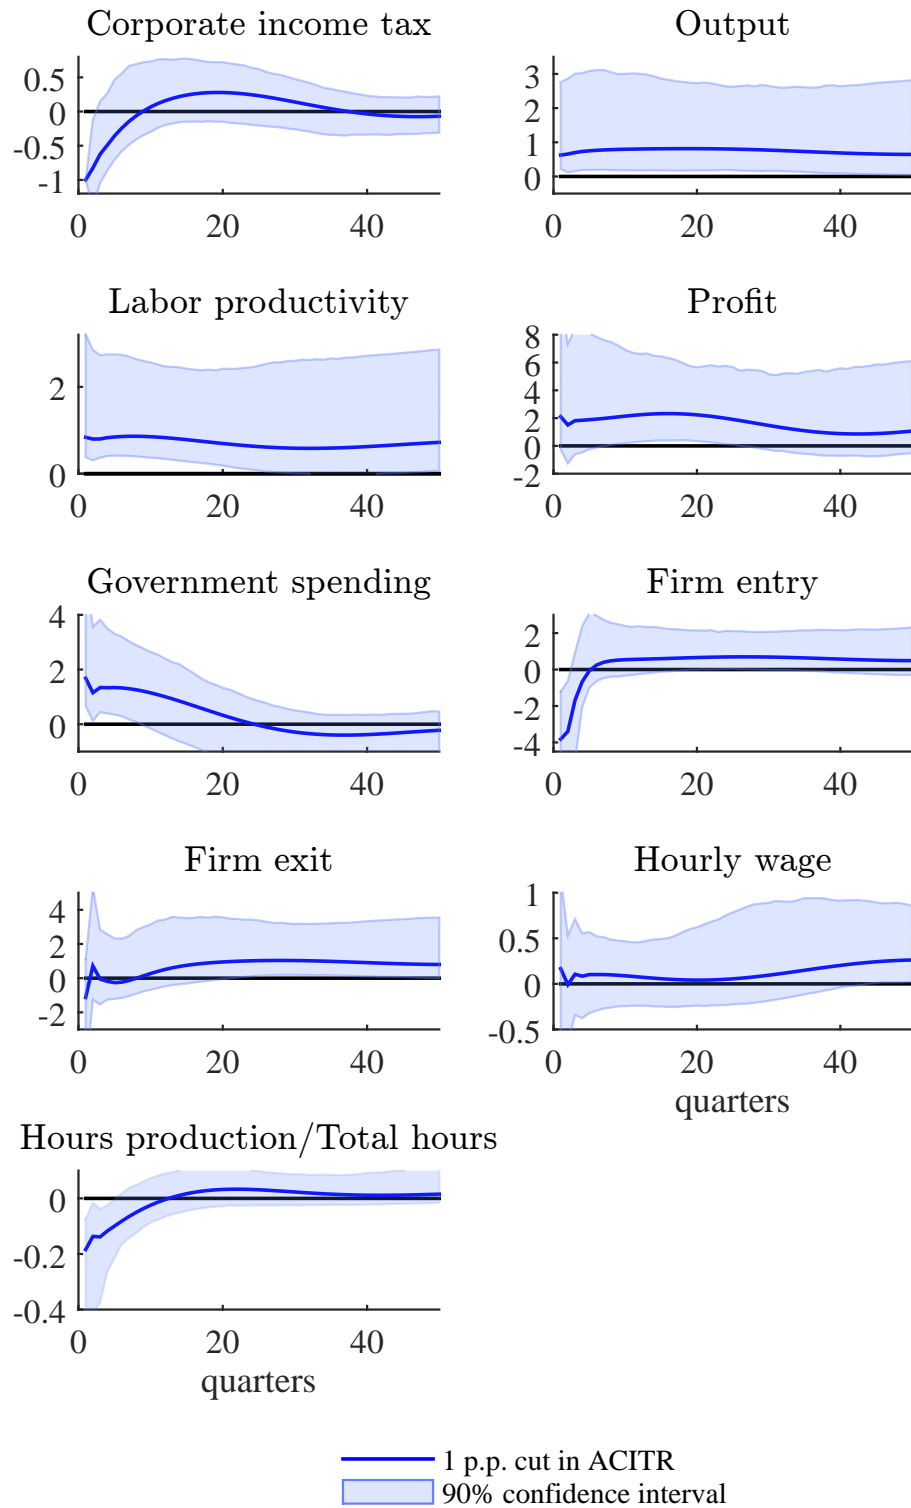 Corporate income tax
0.5
0
-0.5
-1
0 20 40
Output
3
2
1
0
0 20 40
Labor productivity
2
0
0 20 40
Profit
8
6
4
2
0
-2
0 20 40
Government spending
4
2
0
0 20 40
Firm entry
2
0
-2
-4
0 20 40
Firm exit
4
2
0
-2
0 20 40
Hourly wage
1
0.5
0
-0.5
0 20 40
quarters
Hours production/Total hours
0
-0.2
-0.4
0 20 40
quarters
1 p.p. cut in ACITR
90% confidence interval